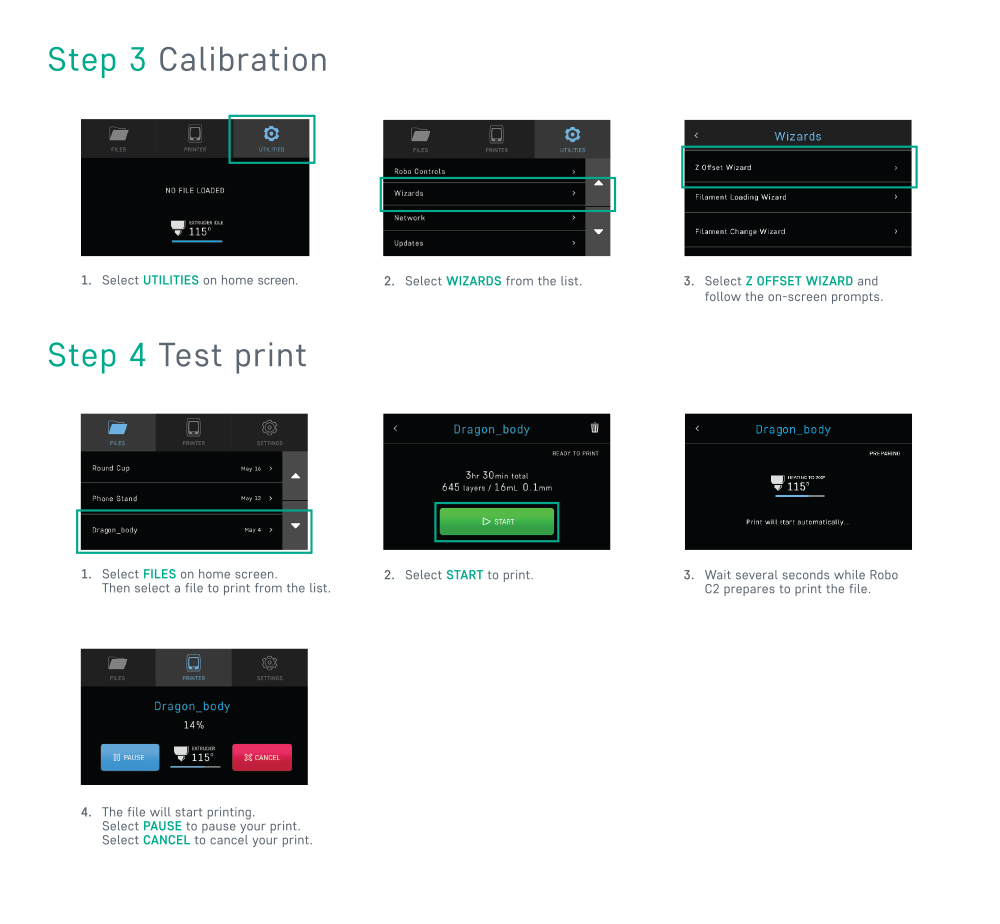 Step 3 Calibration
FILES
PRINTER
UTILITIES
NO FILE LOADED
EXTRUDER IDLE
115°
1. Select UTILITIES on home screen.
FILES
PRINTER
UTILITIES
Robo Controls
Wizards
Network
Updates
2. Select WIZARDS from the list.
Wizards
Z Offset Wizard
Filament Loading Wizard
Filament Change Wizard
3. Select Z OFFSET WIZARD and
follow the on-screen prompts.
Step 4 Test print
FILES
PRINTER
SETTINGS
Round Cup May 16
Phone Stand May 12
Dragon_body May 4
1. Select FILES on home screen.
Then select a file to print from the list.
Dragon_body
READY TO PRINT
3hr 30min total
645 layers / 16mL 0.1mm
START
2. Select START to print.
Dragon_body
PREPARING
HEATING TO
115°
Print will start automatically...
3. Wait several seconds while Robo
C2 prepares to print the file.
FILES
PRINTER
SETTINGS
Dragon_body
14%
PAUSE
EXTRUDER
115°
CANCEL
4. The file will start printing.
Select PAUSE to pause your print.
Select CANCEL to cancel your print.